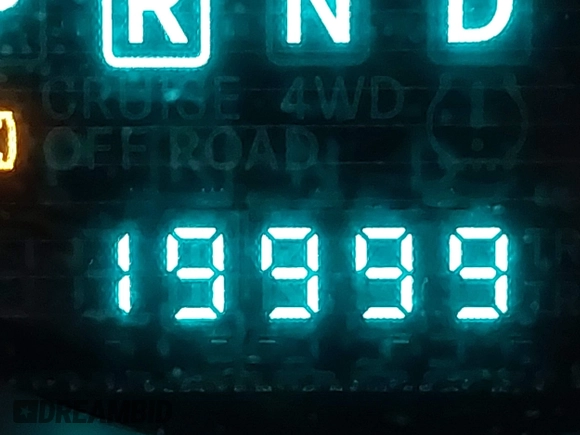 P R N D
CRUISE 4WD
OFF ROAD
19999
DREAMBID